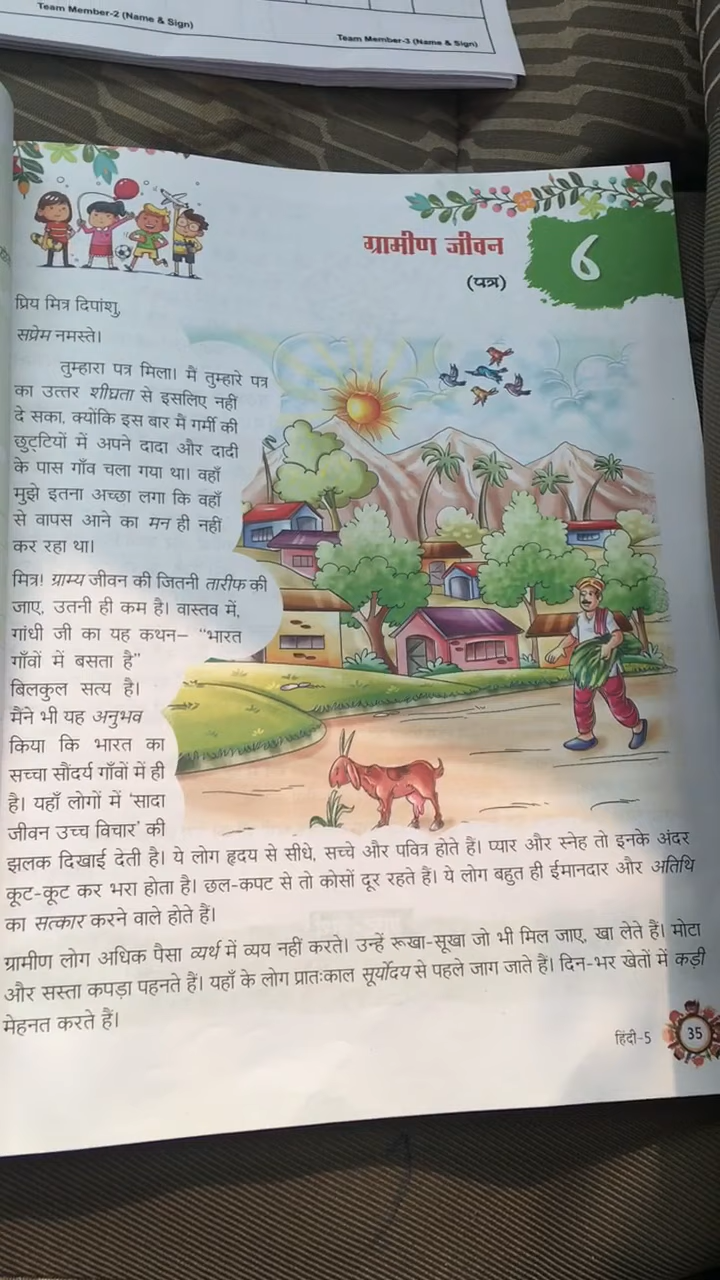 Team Member-2 (Name & Sign)
Team Member-3 (Name & Sign)
ग्रामीण जीवन
(पत्र)
6
प्रिय मित्र दिपांशु,
सप्रेम नमस्ते।
तुम्हारा पत्र मिला। मैं तुम्हारे पत्र
का उत्तर शीघ्रता से इसलिए नहीं
दे सका, क्योंकि इस बार मैं गर्मी की
छुट्टियों में अपने दादा और दादी
के पास गाँव चला गया था। वहाँ
मुझे इतना अच्छा लगा कि वहाँ
से वापस आने का मन ही नहीं
कर रहा था।
मित्र! ग्राम्य जीवन की जितनी तारीफ की
जाए, उतनी ही कम है। वास्तव में,
गांधी जी का यह कथन– “भारत
गाँवों में बसता है”
बिलकुल सत्य है।
मैंने भी यह अनुभव
किया कि भारत का
सच्चा सौंदर्य गाँवों में ही
है। यहाँ लोगों में ‘सादा
जीवन उच्च विचार’ की
झलक दिखाई देती है। ये लोग हृदय से सीधे, सच्चे और पवित्र होते हैं। प्यार और स्नेह तो इनके अंदर
कूट-कूट कर भरा होता है। छल-कपट से तो कोसों दूर रहते हैं। ये लोग बहुत ही ईमानदार और अतिथि
का सत्कार करने वाले होते हैं।
ग्रामीण लोग अधिक पैसा व्यर्थ में व्यय नहीं करते। उन्हें रूखा-सूखा जो भी मिल जाए, खा लेते हैं। मोटा
और सस्ता कपड़ा पहनते हैं। यहाँ के लोग प्रातःकाल सूर्योदय से पहले जाग जाते हैं। दिन-भर खेतों में कड़ी
मेहनत करते हैं।
हिंदी-5
35